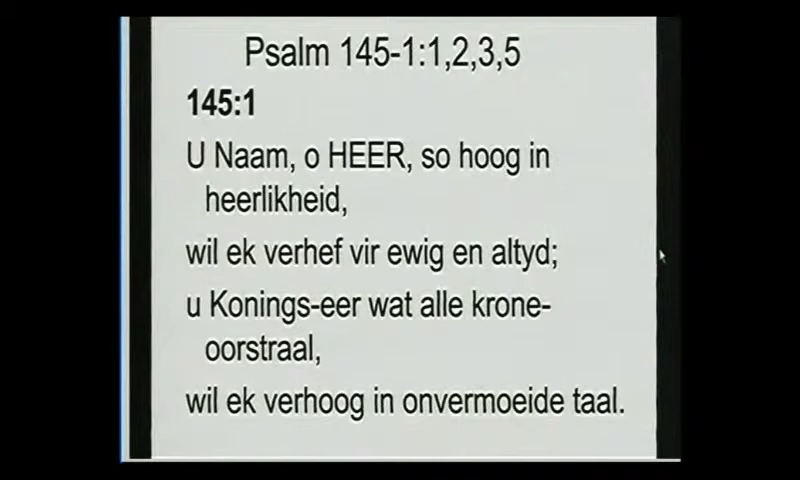 Psalm 145-1:1,2,3,5
145:1
U Naam, o HEER, so hoog in
heerlikheid,
wil ek verhef vir ewig en altyd;
u Konings-eer wat alle krone-
oorstraal,
wil ek verhoog in onvermoeide taal.